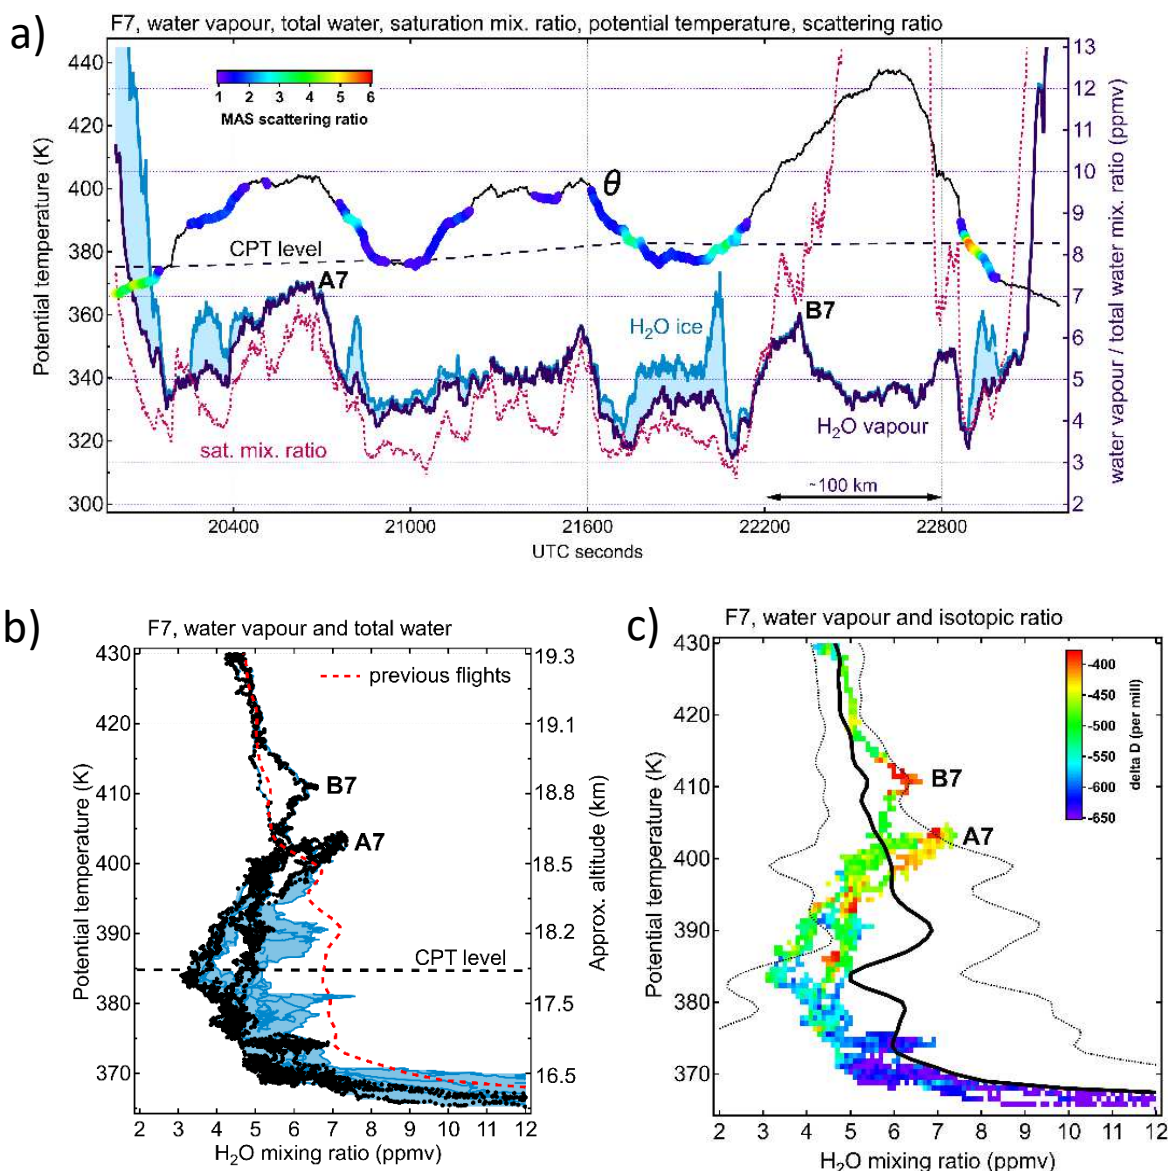 a)
F7, water vapour, total water, saturation mix. ratio, potential temperature, scattering ratio
Potential temperature (K)
440
420
400
380
360
340
320
300
1 2 3 4 5 6
MAS scattering ratio
θ
CPT level
A7
H2O ice
B7
sat. mix. ratio
H2O vapour
~100 km
13
12
11
10
9
8
7
6
5
4
3
2
water vapour / total water mix. ratio (ppmv)
20400 21000 21600 22200 22800
UTC seconds
b)
F7, water vapour and total water
Potential temperature (K)
430
420
410
400
390
380
370
previous flights
B7
A7
CPT level
19.3
19.1
18.8
18.5
18.2
17.5
16.5
Approx. altitude (km)
2 3 4 5 6 7 8 9 10 11 12
H2O mixing ratio (ppmv)
c)
F7, water vapour and isotopic ratio
Potential temperature (K)
430
420
410
400
390
380
370
-400
-450
-500
-550
-600
-650
delta D (per mill)
B7
A7
2 3 4 5 6 7 8 9 10 11 12
H2O mixing ratio (ppmv)